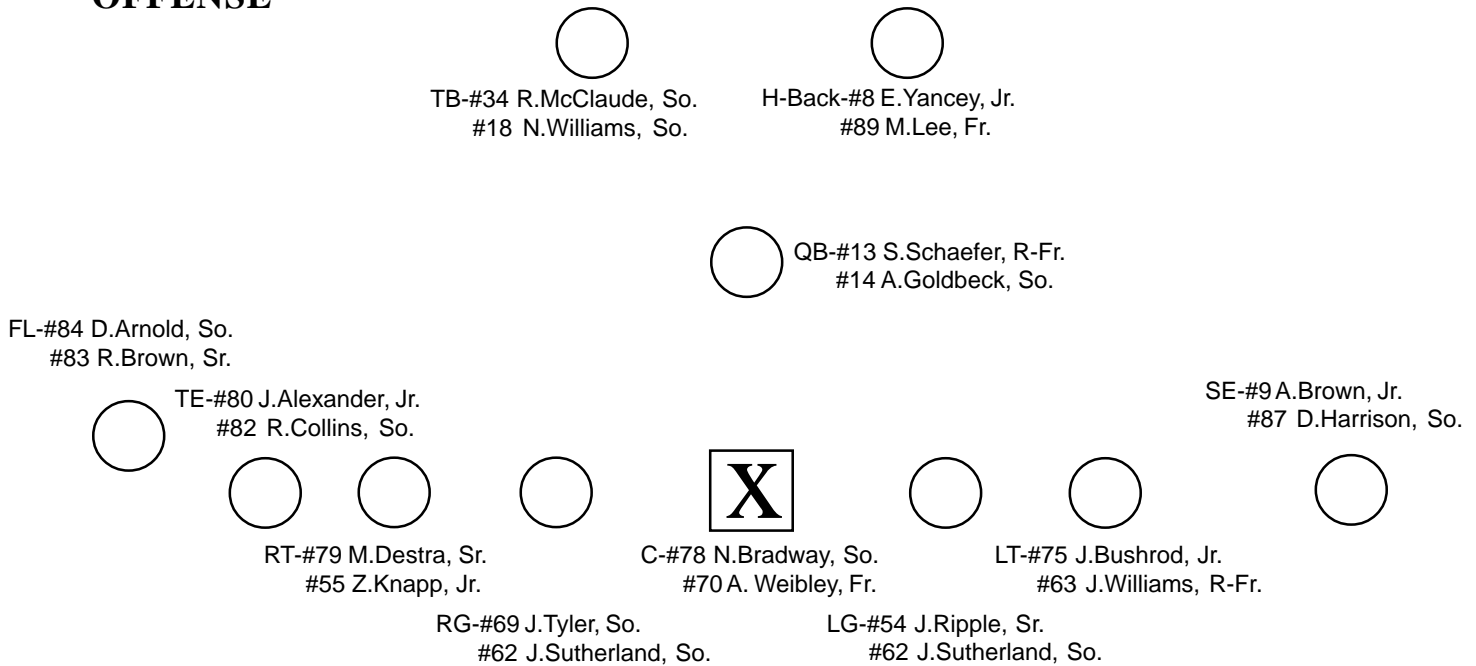 OFFENSE
TB-#34 R.McClaude, So.
#18 N.Williams, So.
H-Back-#8 E.Yancey, Jr.
#89 M.Lee, Fr.
QB-#13 S.Schaefer, R-Fr.
#14 A.Goldbeck, So.
FL-#84 D.Arnold, So.
#83 R.Brown, Sr.
TE-#80 J.Alexander, Jr.
#82 R.Collins, So.
SE-#9 A.Brown, Jr.
#87 D.Harrison, So.
X
RT-#79 M.Destra, Sr.
#55 Z.Knapp, Jr.
C-#78 N.Bradway, So.
#70 A. Weibley, Fr.
LT-#75 J.Bushrod, Jr.
#63 J.Williams, R-Fr.
RG-#69 J.Tyler, So.
#62 J.Sutherland, So.
LG-#54 J.Ripple, Sr.
#62 J.Sutherland, So.